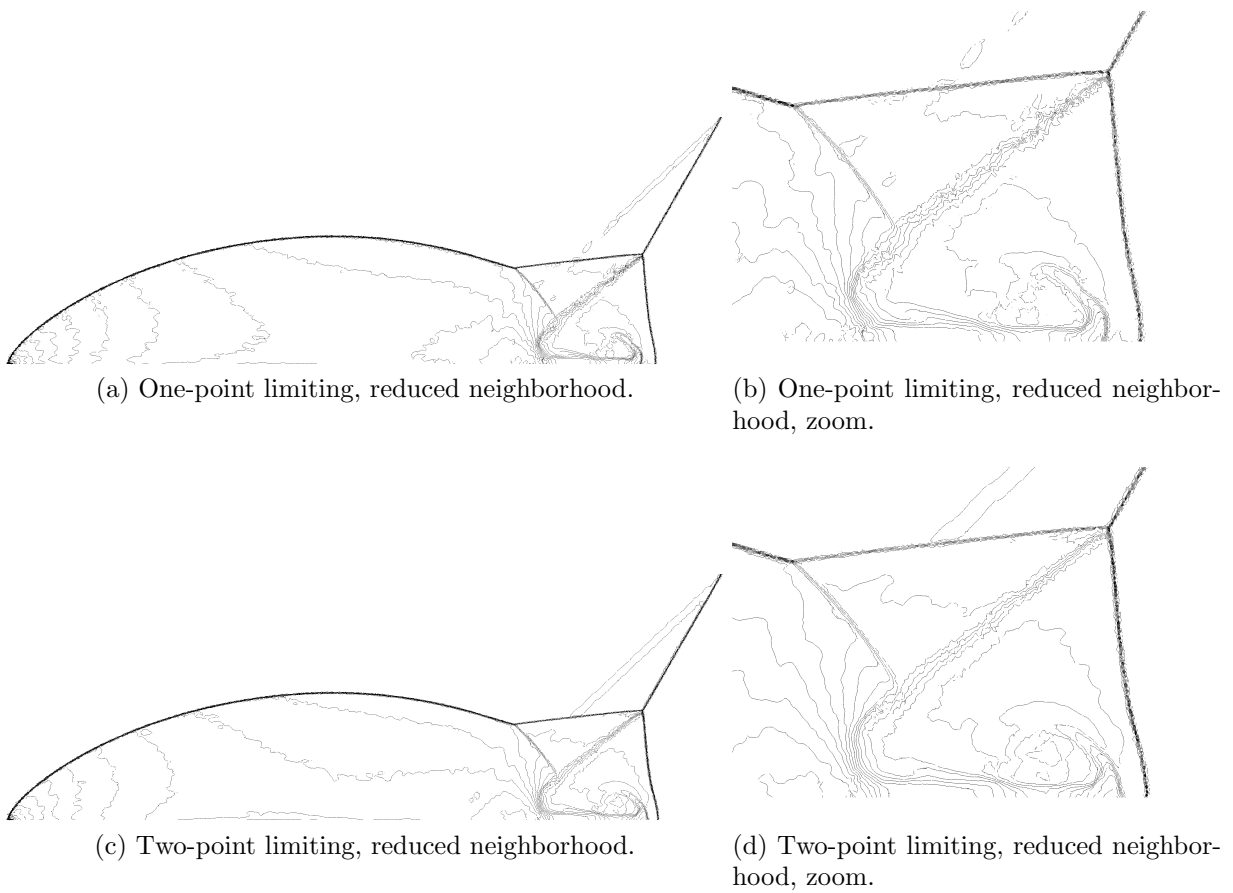 (a) One-point limiting, reduced neighborhood.
(b) One-point limiting, reduced neighbor-
hood, zoom.
(c) Two-point limiting, reduced neighborhood.
(d) Two-point limiting, reduced neighbor-
hood, zoom.